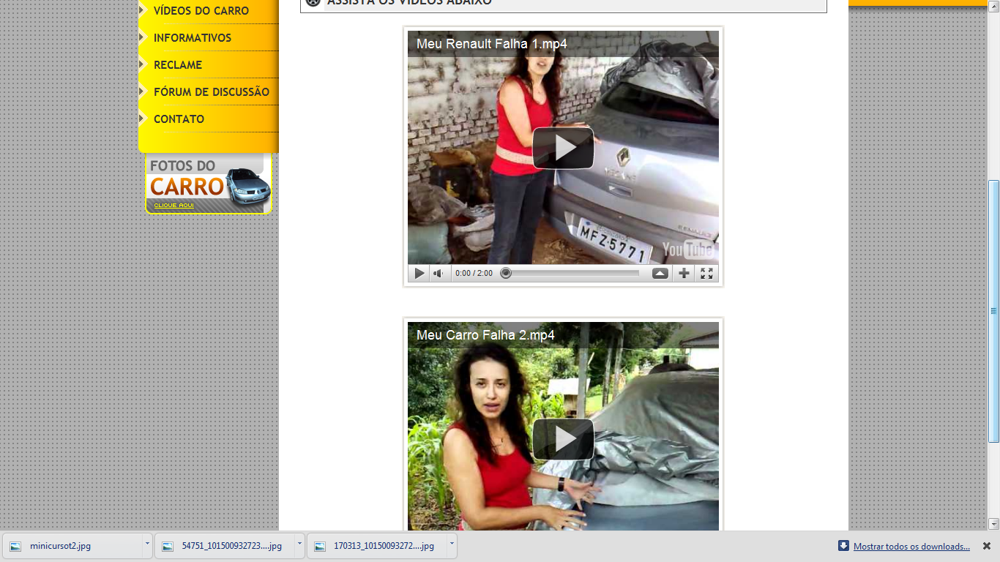 VÍDEOS DO CARRO
INFORMATIVOS
RECLAME
FÓRUM DE DISCUSSÃO
CONTATO
FOTOS DO
CARRO
CLIQUE AQUI
ASSISTA OS VÍDEOS ABAIXO
Meu Renault Falha 1.mp4
MEGANE
RENAULT
MFZ·5771
YouTube
0:00 / 2:00
Meu Carro Falha 2.mp4
minicursot2.jpg
54751_101500932723....jpg
170313_10150093272....jpg
Mostrar todos os downloads...